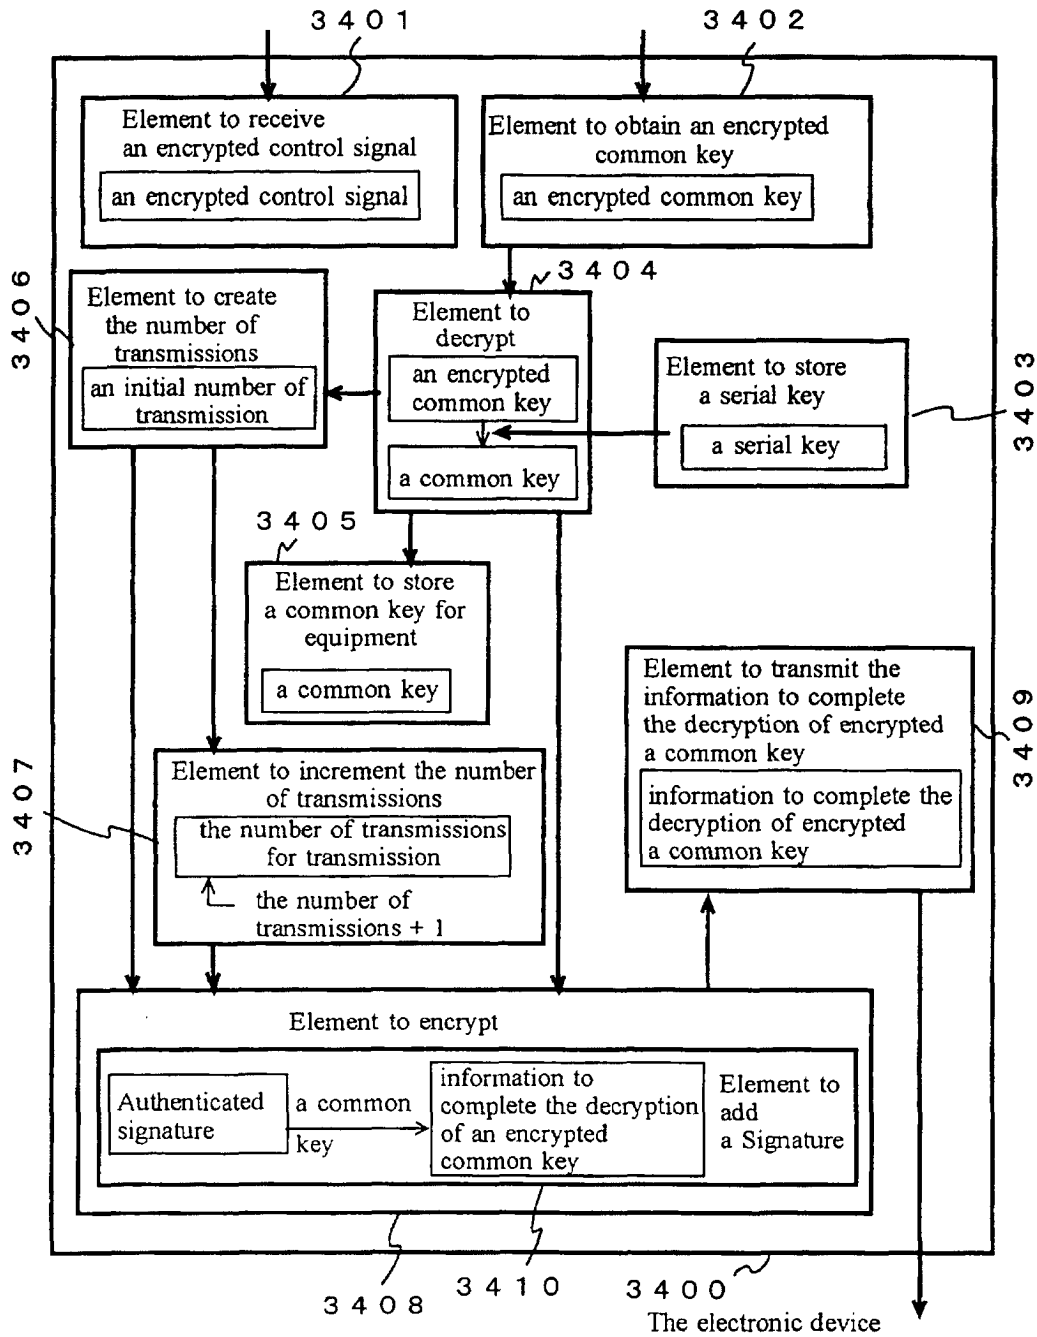 3401
3402
Element to receive
an encrypted control signal
an encrypted control signal
Element to obtain an encrypted
common key
an encrypted common key
3404
3406
Element to create
the number of
transmissions
an initial number of
transmission
Element to
decrypt
an encrypted
common key
a common key
Element to store
a serial key
a serial key
3403
3405
Element to store
a common key for
equipment
a common key
Element to transmit the
information to complete
the decryption of encrypted
a common key
information to complete the
decryption of encrypted
a common key
3409
3407
Element to increment the number
of transmissions
the number of transmissions
for transmission
the number of
transmissions + 1
Element to encrypt
Authenticated
signature
a common
key
information to
complete the decryption
of an encrypted
common key
Element to
add
a Signature
3408
3410
3400
The electronic device